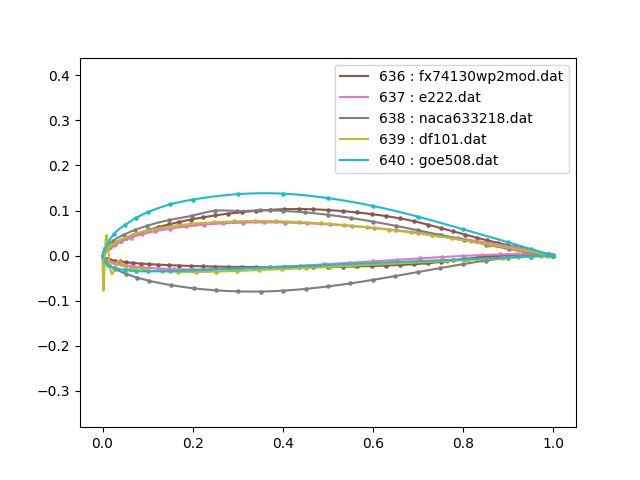 636 : fx74130wp2mod.dat
637 : e222.dat
638 : naca633218.dat
639 : df101.dat
640 : goe508.dat
0.4
0.3
0.2
0.1
0.0
−0.1
−0.2
−0.3
0.0 0.2 0.4 0.6 0.8 1.0